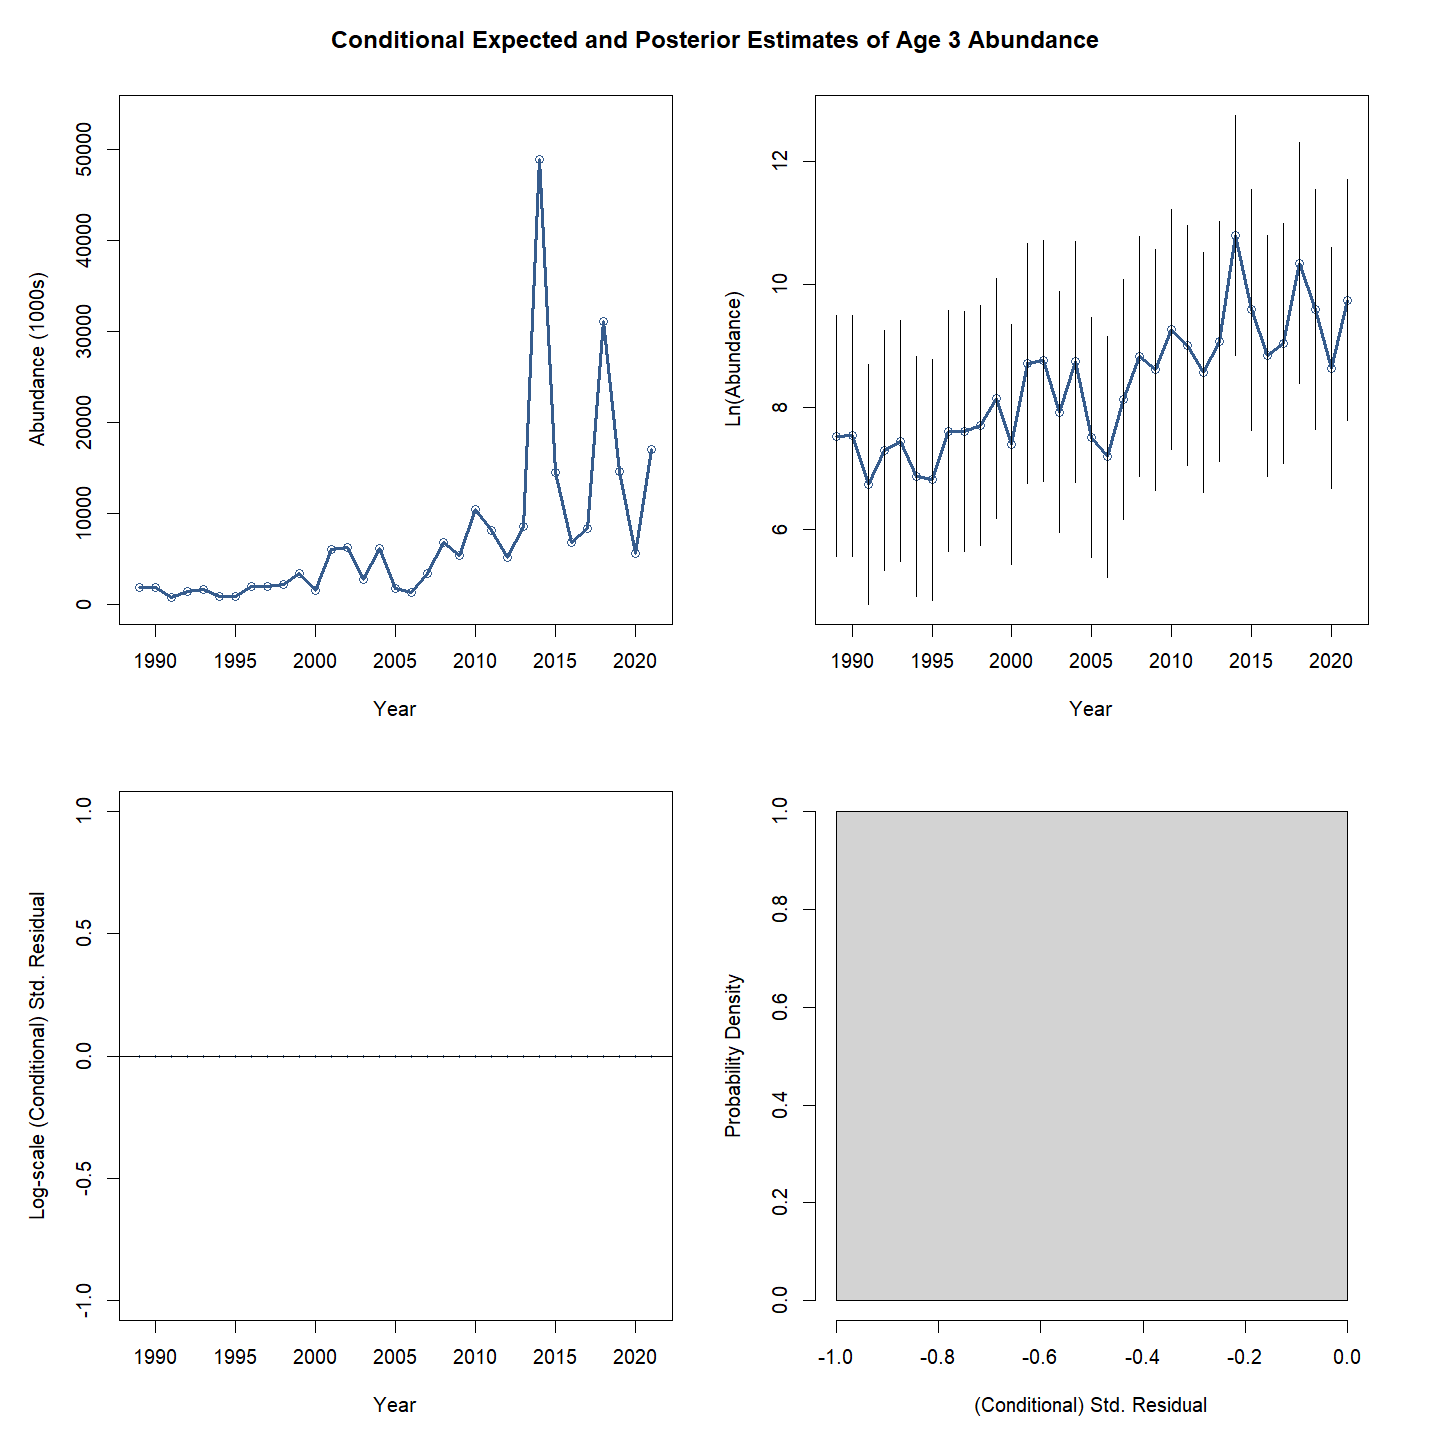 Conditional Expected and Posterior Estimates of Age 3 Abundance
Abundance (1000s)
50000
40000
30000
20000
10000
0
1990 1995 2000 2005 2010 2015 2020
Year
Ln(Abundance)
12
10
8
6
1990 1995 2000 2005 2010 2015 2020
Year
Log-scale (Conditional) Std. Residual
1.0
0.5
0.0
-0.5
-1.0
1990 1995 2000 2005 2010 2015 2020
Year
Probability Density
1.0
0.8
0.6
0.4
0.2
0.0
-1.0 -0.8 -0.6 -0.4 -0.2 0.0
(Conditional) Std. Residual